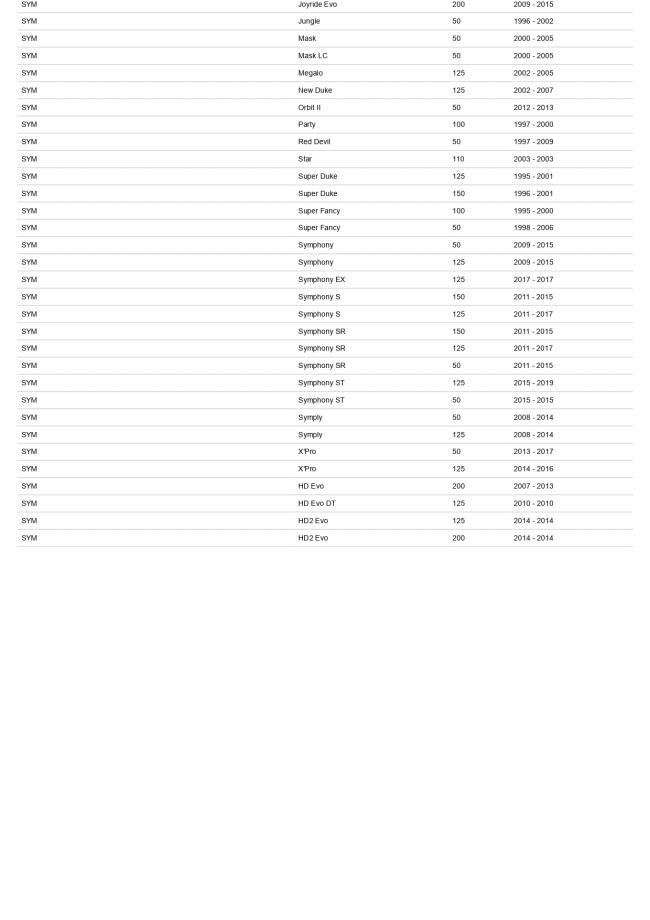 SYM Joyride Evo 200 2009 - 2015
SYM Jungle 50 1996 - 2002
SYM Mask 50 2000 - 2005
SYM Mask LC 50 2000 - 2005
SYM Megalo 125 2002 - 2005
SYM New Duke 125 2002 - 2007
SYM Orbit II 50 2012 - 2013
SYM Party 100 1997 - 2000
SYM Red Devil 50 1997 - 2009
SYM Star 110 2003 - 2003
SYM Super Duke 125 1995 - 2001
SYM Super Duke 150 1996 - 2001
SYM Super Fancy 100 1995 - 2000
SYM Super Fancy 50 1998 - 2006
SYM Symphony 50 2009 - 2015
SYM Symphony 125 2009 - 2015
SYM Symphony EX 125 2017 - 2017
SYM Symphony S 150 2011 - 2015
SYM Symphony S 125 2011 - 2017
SYM Symphony SR 150 2011 - 2015
SYM Symphony SR 125 2011 - 2017
SYM Symphony SR 50 2011 - 2015
SYM Symphony ST 125 2015 - 2019
SYM Symphony ST 50 2015 - 2015
SYM Symply 50 2008 - 2014
SYM Symply 125 2008 - 2014
SYM X'Pro 50 2013 - 2017
SYM X'Pro 125 2014 - 2016
SYM HD Evo 200 2007 - 2013
SYM HD Evo DT 125 2010 - 2010
SYM HD2 Evo 125 2014 - 2014
SYM HD2 Evo 200 2014 - 2014